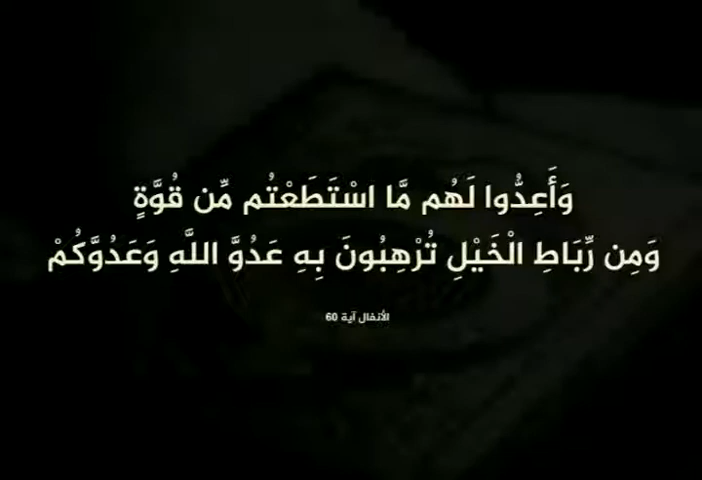 وَأَعِدُّوا لَهُم مَّا اسْتَطَعْتُم مِّن قُوَّةٍ
وَمِن رِّبَاطِ الْخَيْلِ تُرْهِبُونَ بِهِ عَدُوَّ اللَّهِ وَعَدُوَّكُمْ
الأنفال آية 60